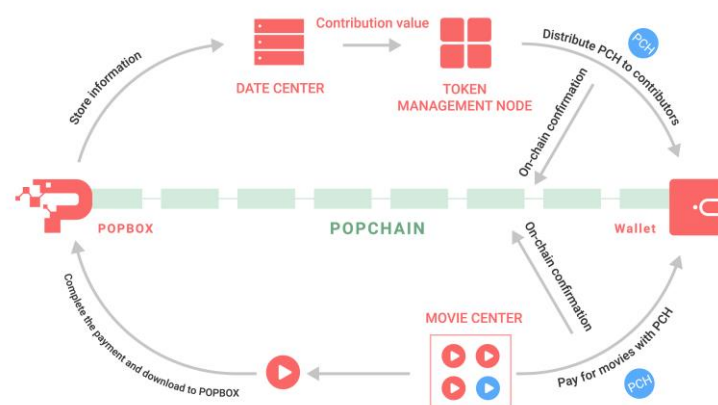 Contribution value
PCH
Distribute PCH to contributors
Store information
DATE CENTER
TOKEN
MANAGEMENT NODE
On-chain confirmation
POPBOX
POPCHAIN
Wallet
On-chain confirmation
Complete the payment and download to POPBOX
MOVIE CENTER
Pay for movies with PCH
PCH